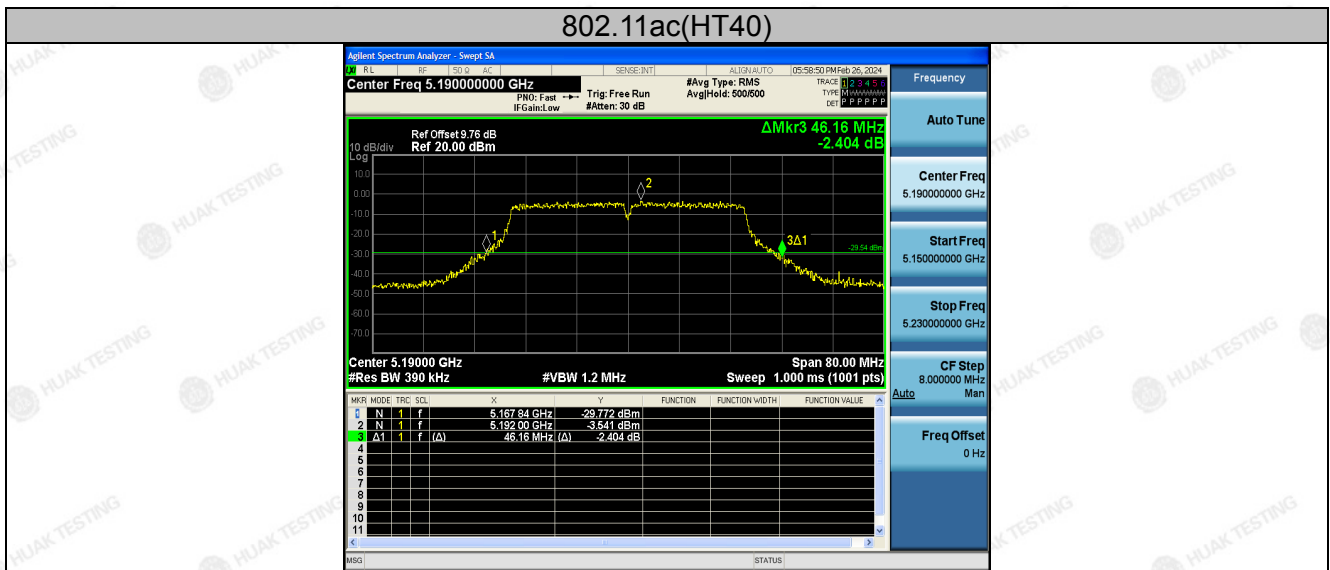 802.11ac(HT40)
Agilent Spectrum Analyzer - Swept SA
RL RF 50 Ω AC SENSE:INT ALIGN AUTO 05:58:50 PM Feb 26, 2024
Center Freq 5.190000000 GHz
PNO: Fast
IFGain:Low
Trig: Free Run
#Atten: 30 dB
#Avg Type: RMS
Avg|Hold: 500/500
TRACE 1 2 3 4 5 6
TYPE M WWWWW
DET P P P P P P
Frequency
Auto Tune
Center Freq
5.190000000 GHz
Start Freq
5.150000000 GHz
Stop Freq
5.230000000 GHz
CF Step
8.000000 MHz
Auto Man
Freq Offset
0 Hz
ΔMkr3 46.16 MHz
-2.404 dB
Ref Offset 9.76 dB
10 dB/div Ref 20.00 dBm
Log
10.0
0.00
-10.0
-20.0
-30.0
-40.0
-50.0
-60.0
-70.0
1
2
3Δ1
-29.54 dBm
Center 5.19000 GHz Span 80.00 MHz
#Res BW 390 kHz #VBW 1.2 MHz Sweep 1.000 ms (1001 pts)
MKR MODE TRC SCL X Y FUNCTION FUNCTION WIDTH FUNCTION VALUE
1 N 1 f 5.167 84 GHz -29.772 dBm
2 N 1 f 5.192 00 GHz -3.541 dBm
3 Δ1 1 f (Δ) 46.16 MHz (Δ) -2.404 dB
4
5
6
7
8
9
10
11
MSG STATUS
HUAK TESTING